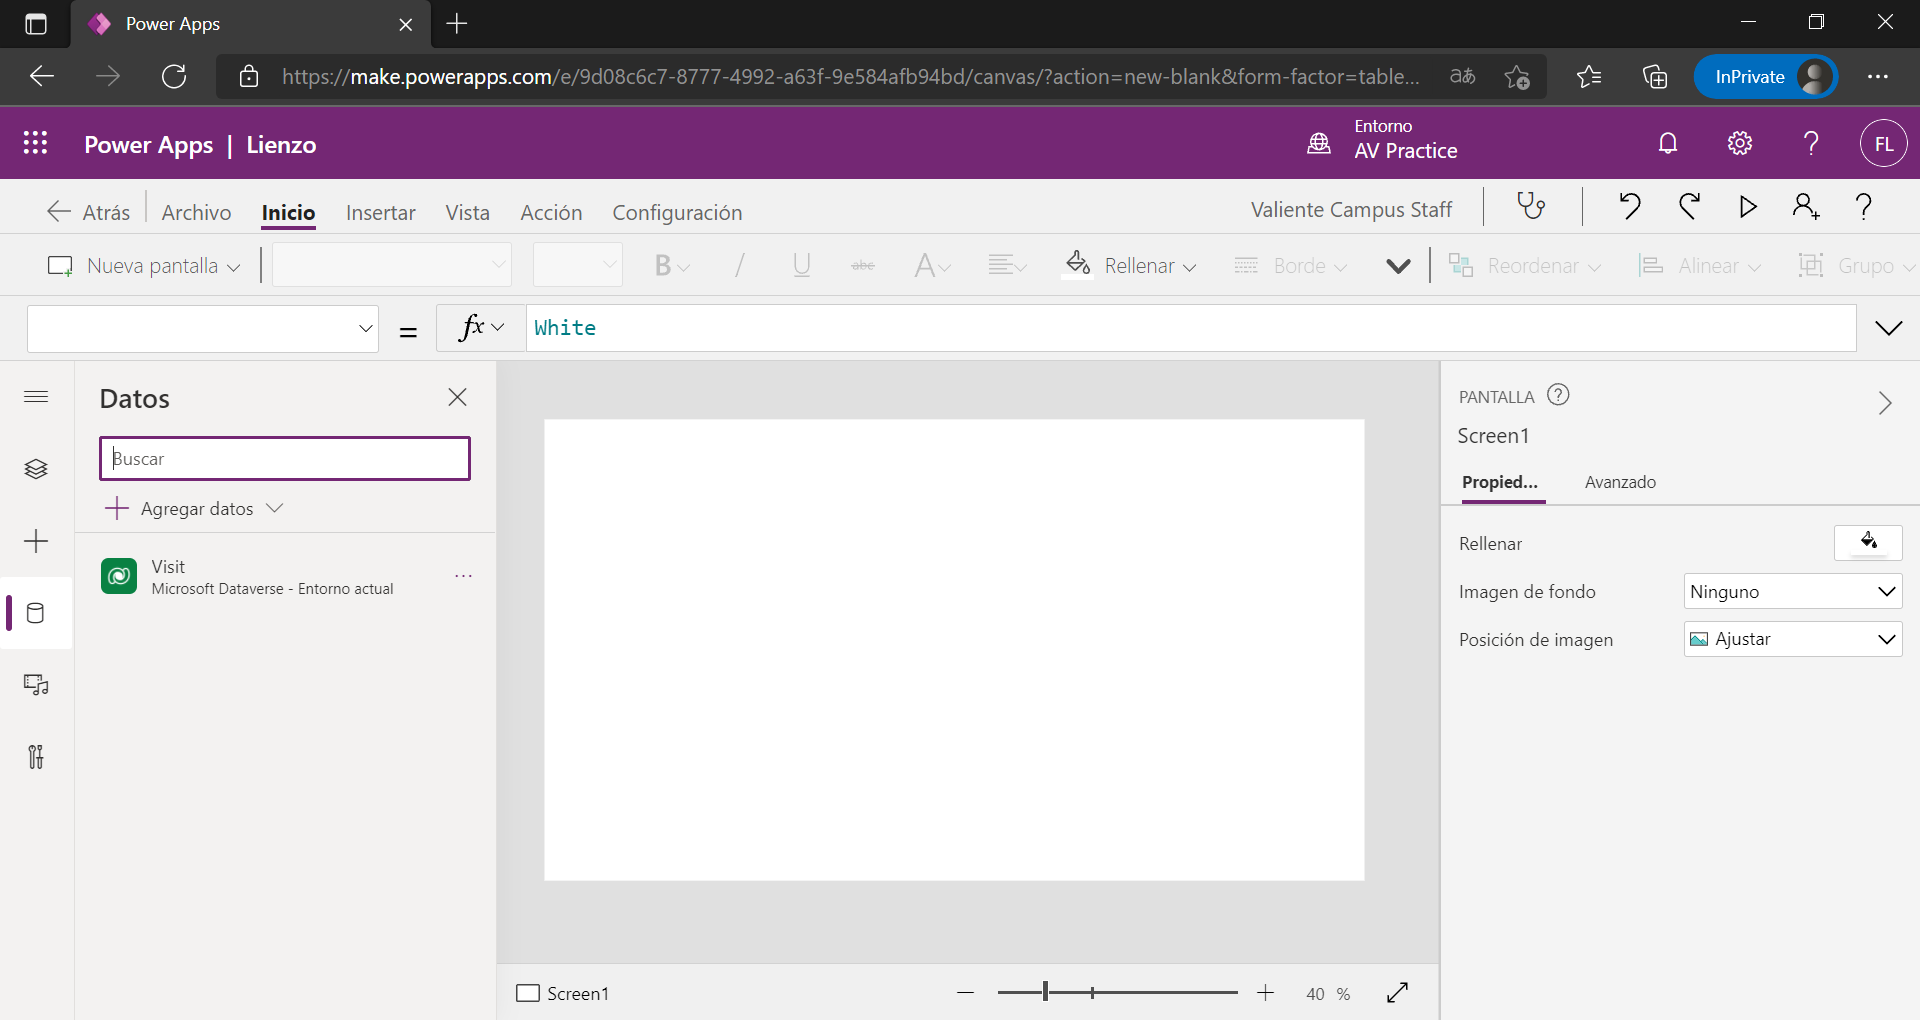 Power Apps
https://make.powerapps.com/e/9d08c6c7-8777-4992-a63f-9e584afb94bd/canvas/?action=new-blank&form-factor=table...
aあ
InPrivate
Power Apps | Lienzo
Entorno
AV Practice
FL
Atrás
Archivo
Inicio
Insertar
Vista
Acción
Configuración
Valiente Campus Staff
Nueva pantalla
B
/
U
abc
A
Rellenar
Borde
Reordenar
Alinear
Grupo
=
fx
White
Datos
Buscar
Agregar datos
Visit
Microsoft Dataverse - Entorno actual
PANTALLA
Screen1
Propied...
Avanzado
Rellenar
Imagen de fondo
Ninguno
Posición de imagen
Ajustar
Screen1
40 %